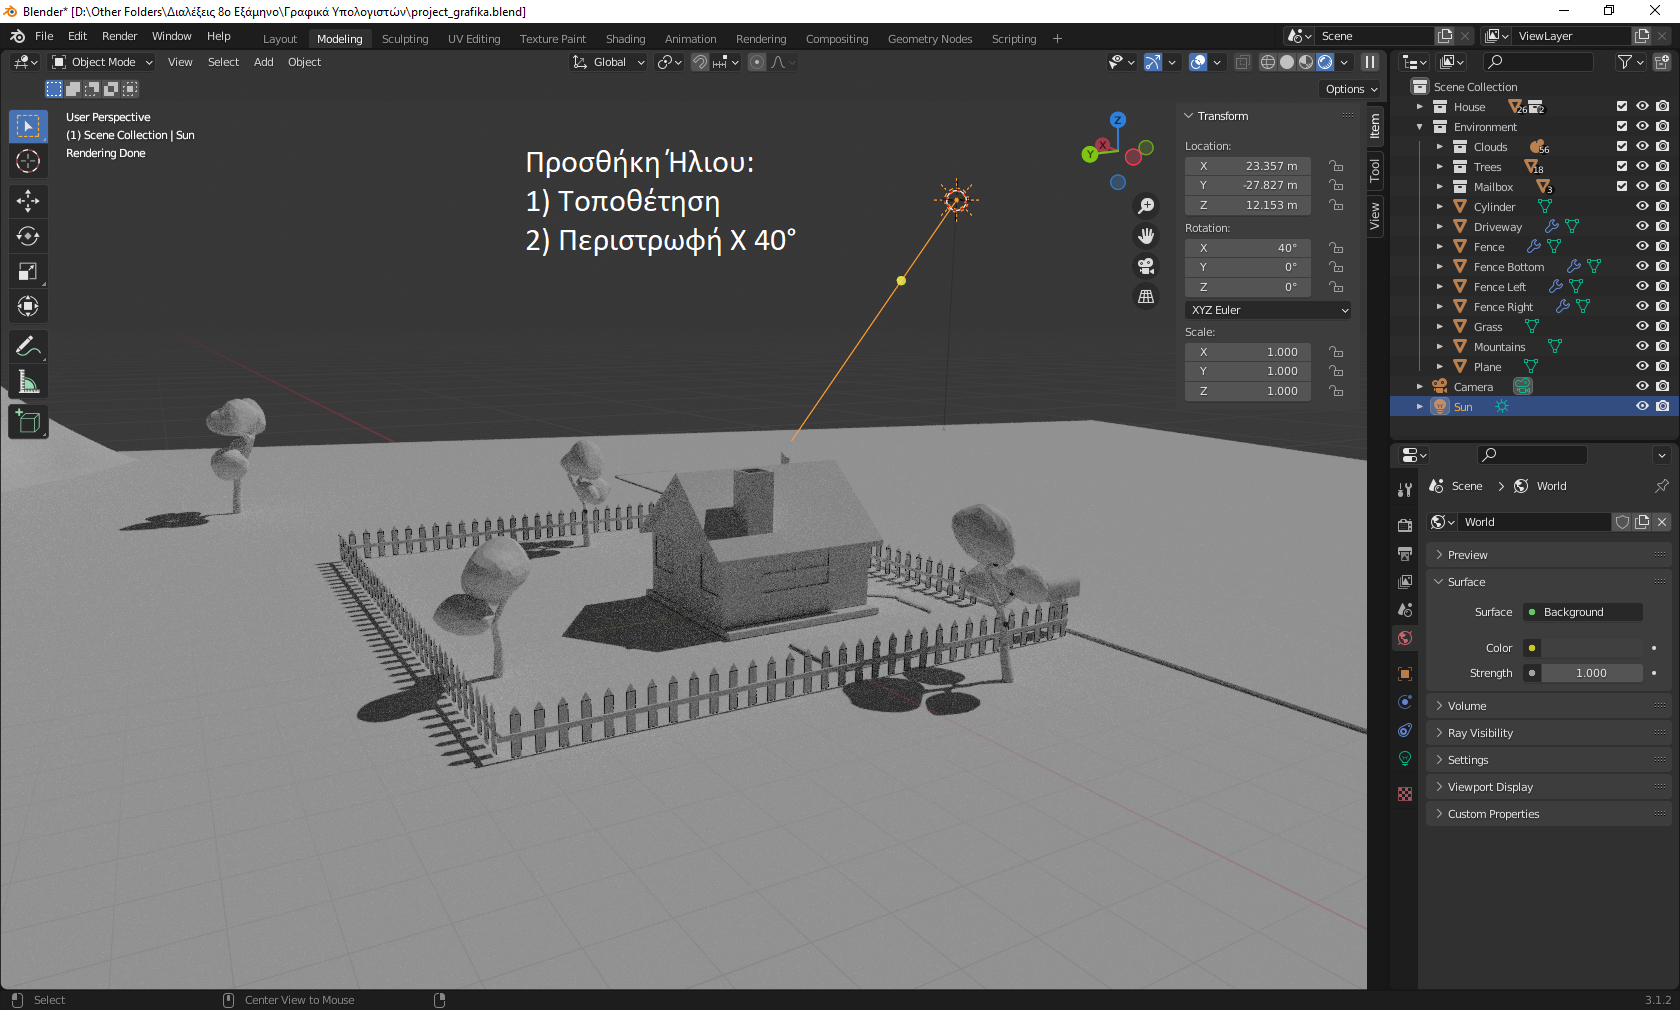 Blender* [D:\Other Folders\Διαλέξεις 8ο Εξάμηνο\Γραφικά Υπολογιστών\project_grafika.blend]
File Edit Render Window Help Layout Modeling Sculpting UV Editing Texture Paint Shading Animation Rendering Compositing Geometry Nodes Scripting + Scene ViewLayer
Object Mode View Select Add Object Global
Options
User Perspective
(1) Scene Collection | Sun
Rendering Done
Προσθήκη Ήλιου:
1) Τοποθέτηση
2) Περιστρωφή Χ 40°
Z
X
Y
Transform
Location:
X 23.357 m
Y -27.827 m
Z 12.153 m
Rotation:
X 40°
Y 0°
Z 0°
XYZ Euler
Scale:
X 1.000
Y 1.000
Z 1.000
Item
Tool
View
Scene Collection
House 26 2
Environment
Clouds 56
Trees 18
Mailbox 3
Cylinder
Driveway
Fence
Fence Bottom
Fence Left
Fence Right
Grass
Mountains
Plane
Camera
Sun
Scene World
World
Preview
Surface
Surface Background
Color
Strength 1.000
Volume
Ray Visibility
Settings
Viewport Display
Custom Properties
Select Center View to Mouse 3.1.2